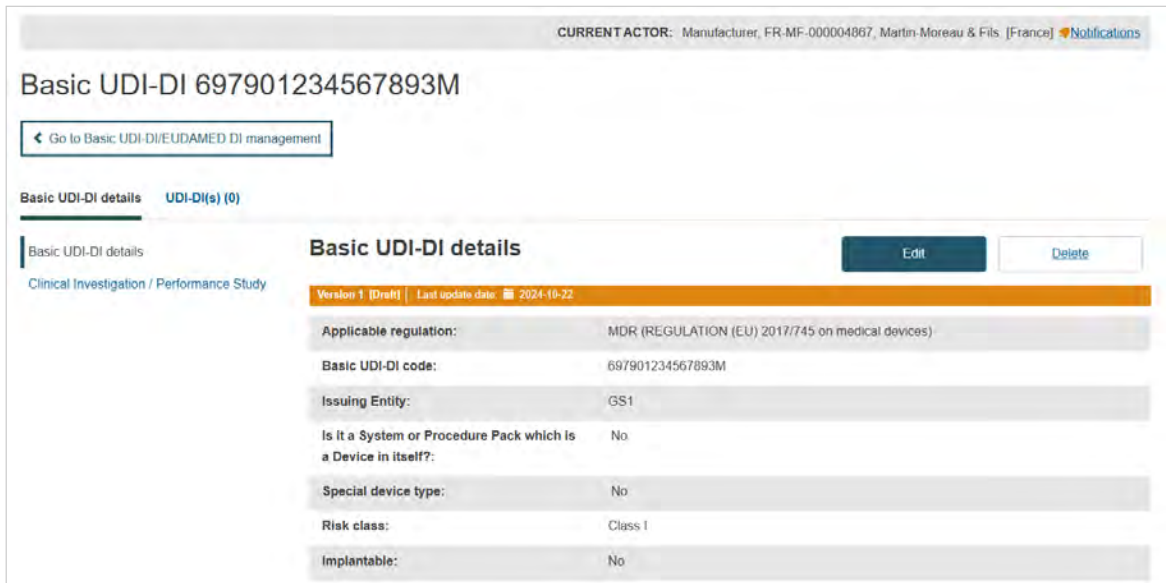 CURRENT ACTOR: Manufacturer, FR-MF-000004867, Martin-Moreau & Fils. [France] Notifications
Basic UDI-DI 697901234567893M
Go to Basic UDI-DI/EUDAMED DI management
Basic UDI-DI details UDI-DI(s) (0)
Basic UDI-DI details
Clinical Investigation / Performance Study
Basic UDI-DI details
Edit
Delete
Version 1 [Draft] | Last update date: 2024-10-22
Applicable regulation: MDR (REGULATION (EU) 2017/745 on medical devices)
Basic UDI-DI code: 697901234567893M
Issuing Entity: GS1
Is it a System or Procedure Pack which is No
a Device in itself?:
Special device type: No
Risk class: Class I
Implantable: No